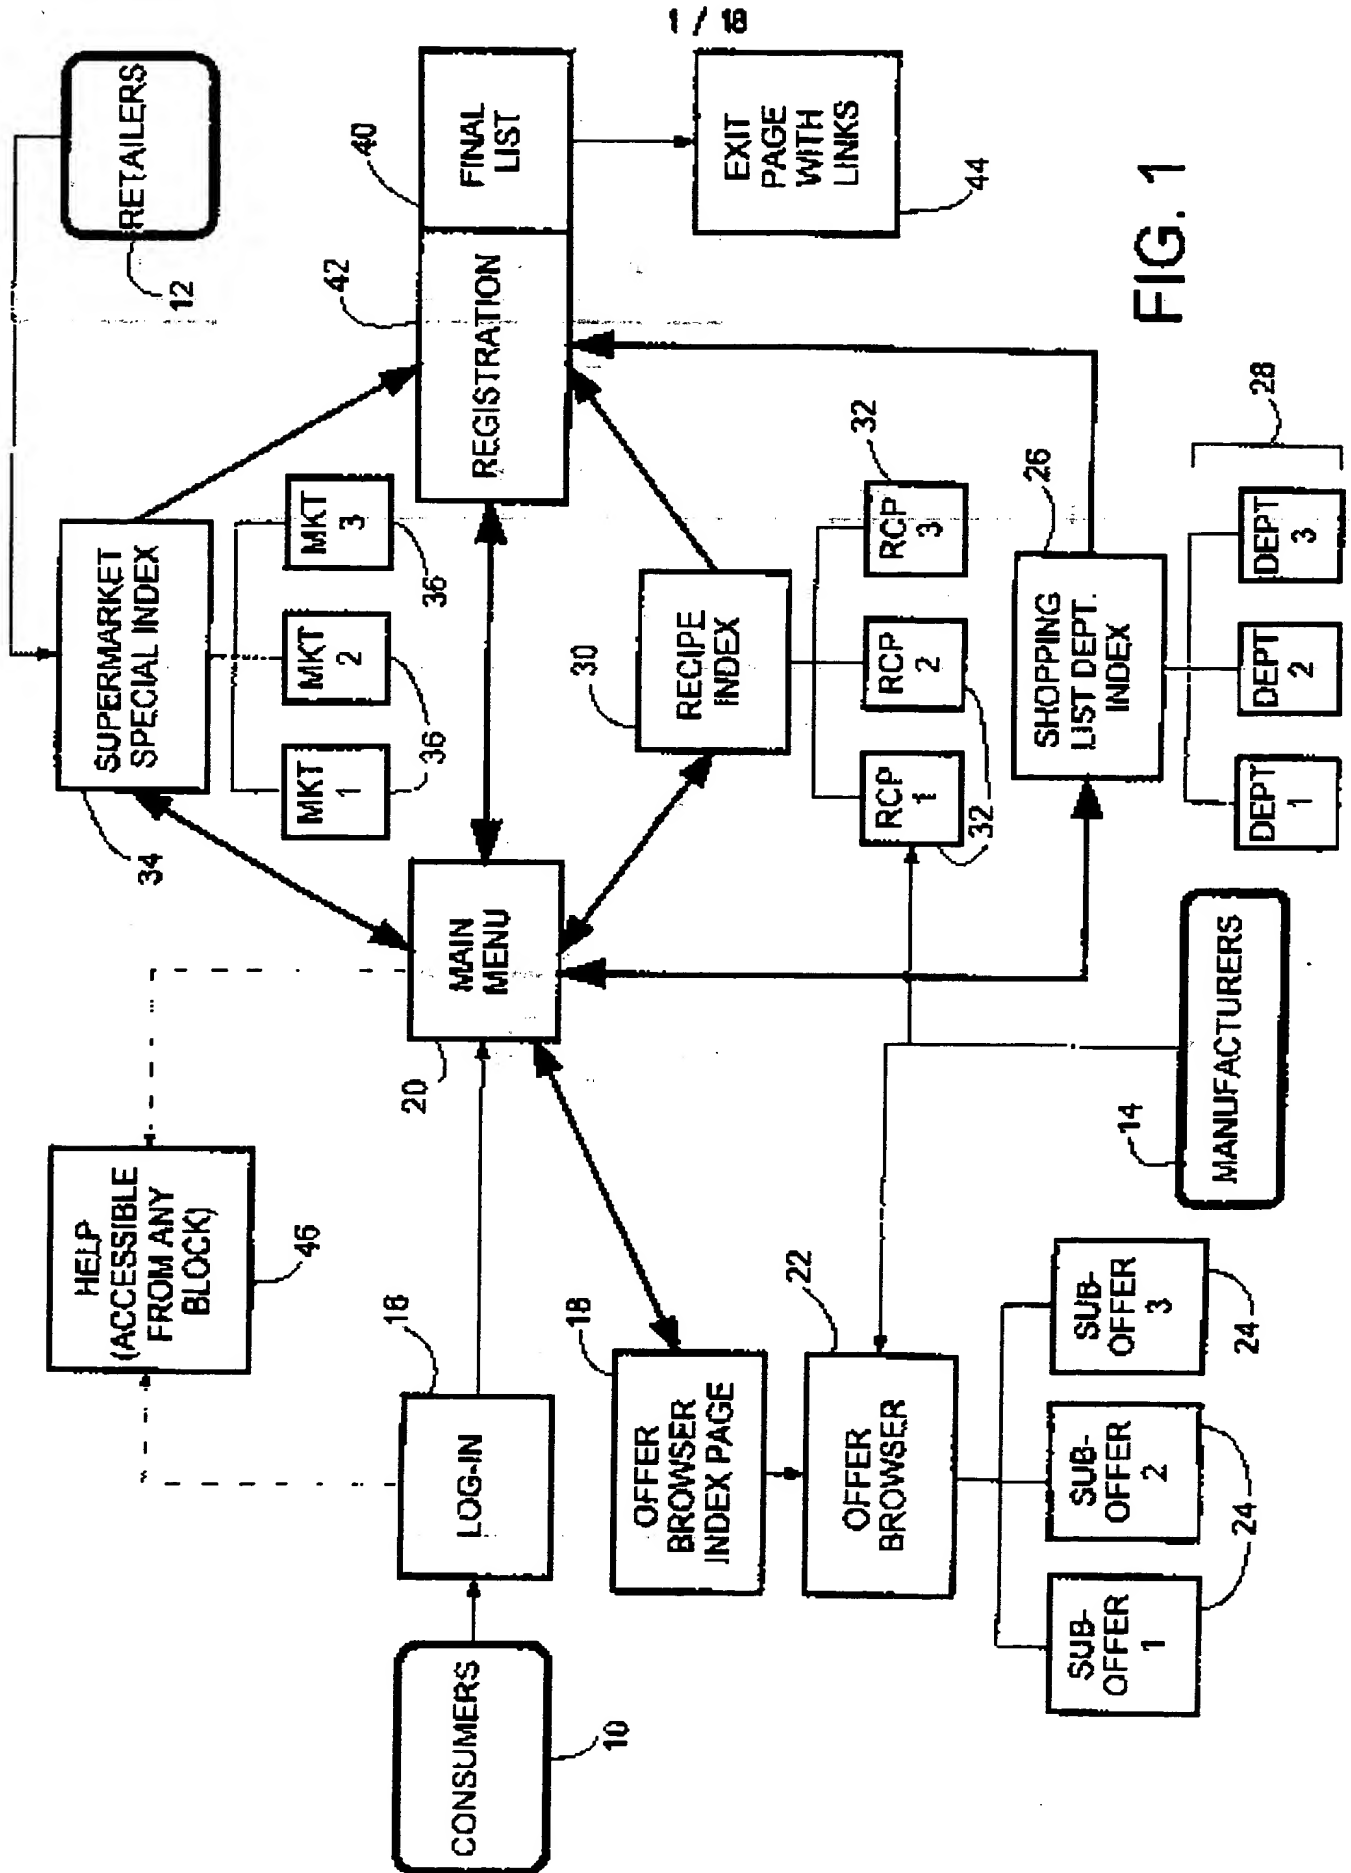 1 / 18
HELP
(ACCESSIBLE
FROM ANY
BLOCK)
46
34
SUPERMARKET
SPECIAL INDEX
RETAILERS
12
MKT
1
MKT
2
MKT
3
36
36
CONSUMERS
10
LOG-IN
18
MAIN
MENU
20
REGISTRATION
42
FINAL
LIST
40
OFFER
BROWSER
INDEX PAGE
18
RECIPE
INDEX
30
EXIT
PAGE
WITH
LINKS
44
OFFER
BROWSER
22
RCP
1
RCP
2
RCP
3
32
32
SUB-
OFFER
1
SUB-
OFFER
2
SUB-
OFFER
3
24
24
SHOPPING
LIST DEPT.
INDEX
26
MANUFACTURERS
14
DEPT
1
DEPT
2
DEPT
3
28
FIG. 1